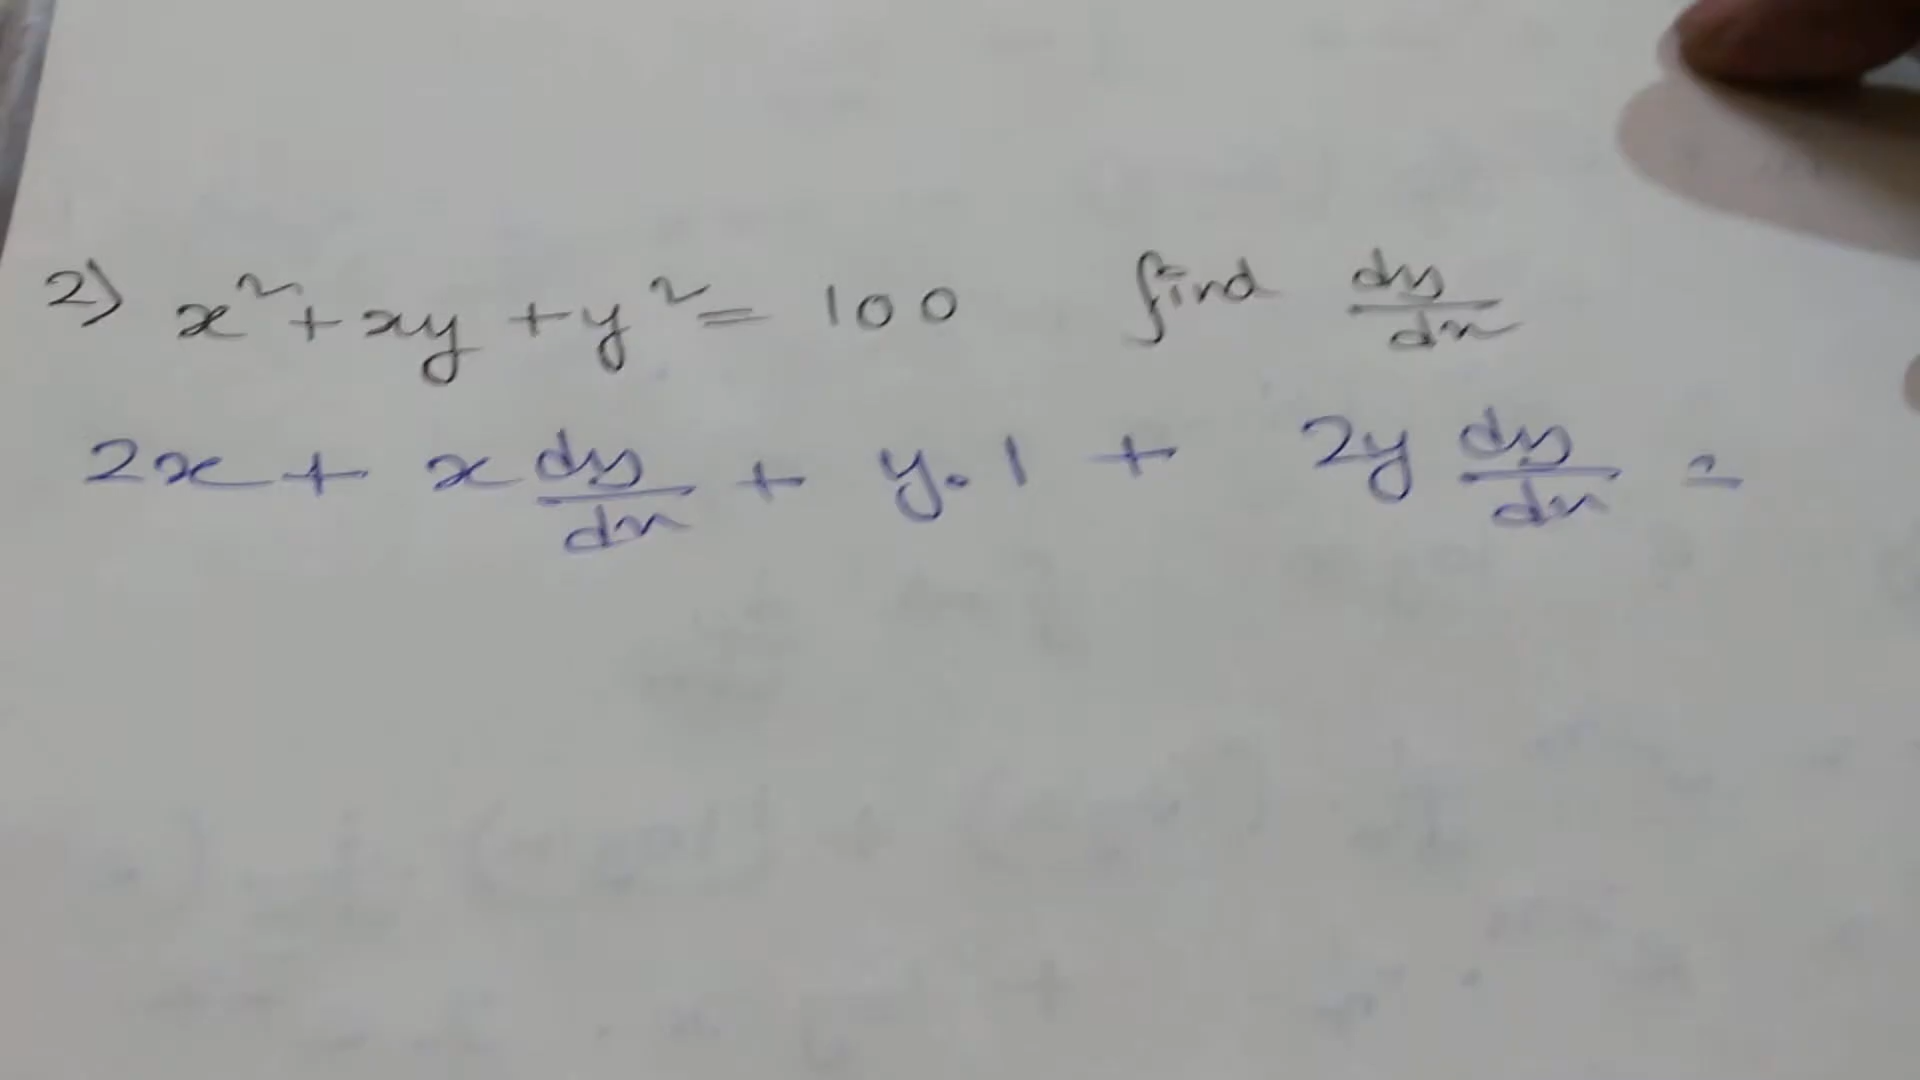 2) x² + xy + y² = 100 find dy/dx
2x + x dy/dx + y.1 + 2y dy/dx =